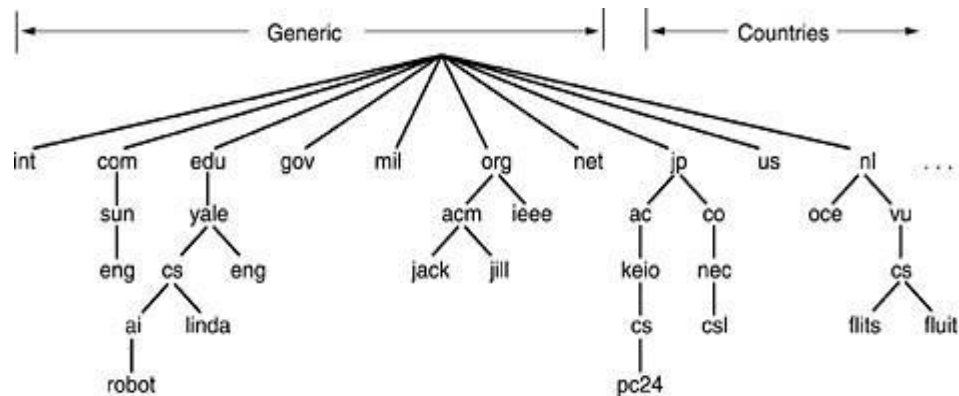 Generic Countries
int com edu gov mil org net jp us nl . . .
sun yale acm ieee ac co oce vu
eng cs eng jack jill keio nec cs
ai linda cs csl flits fluit
robot pc24